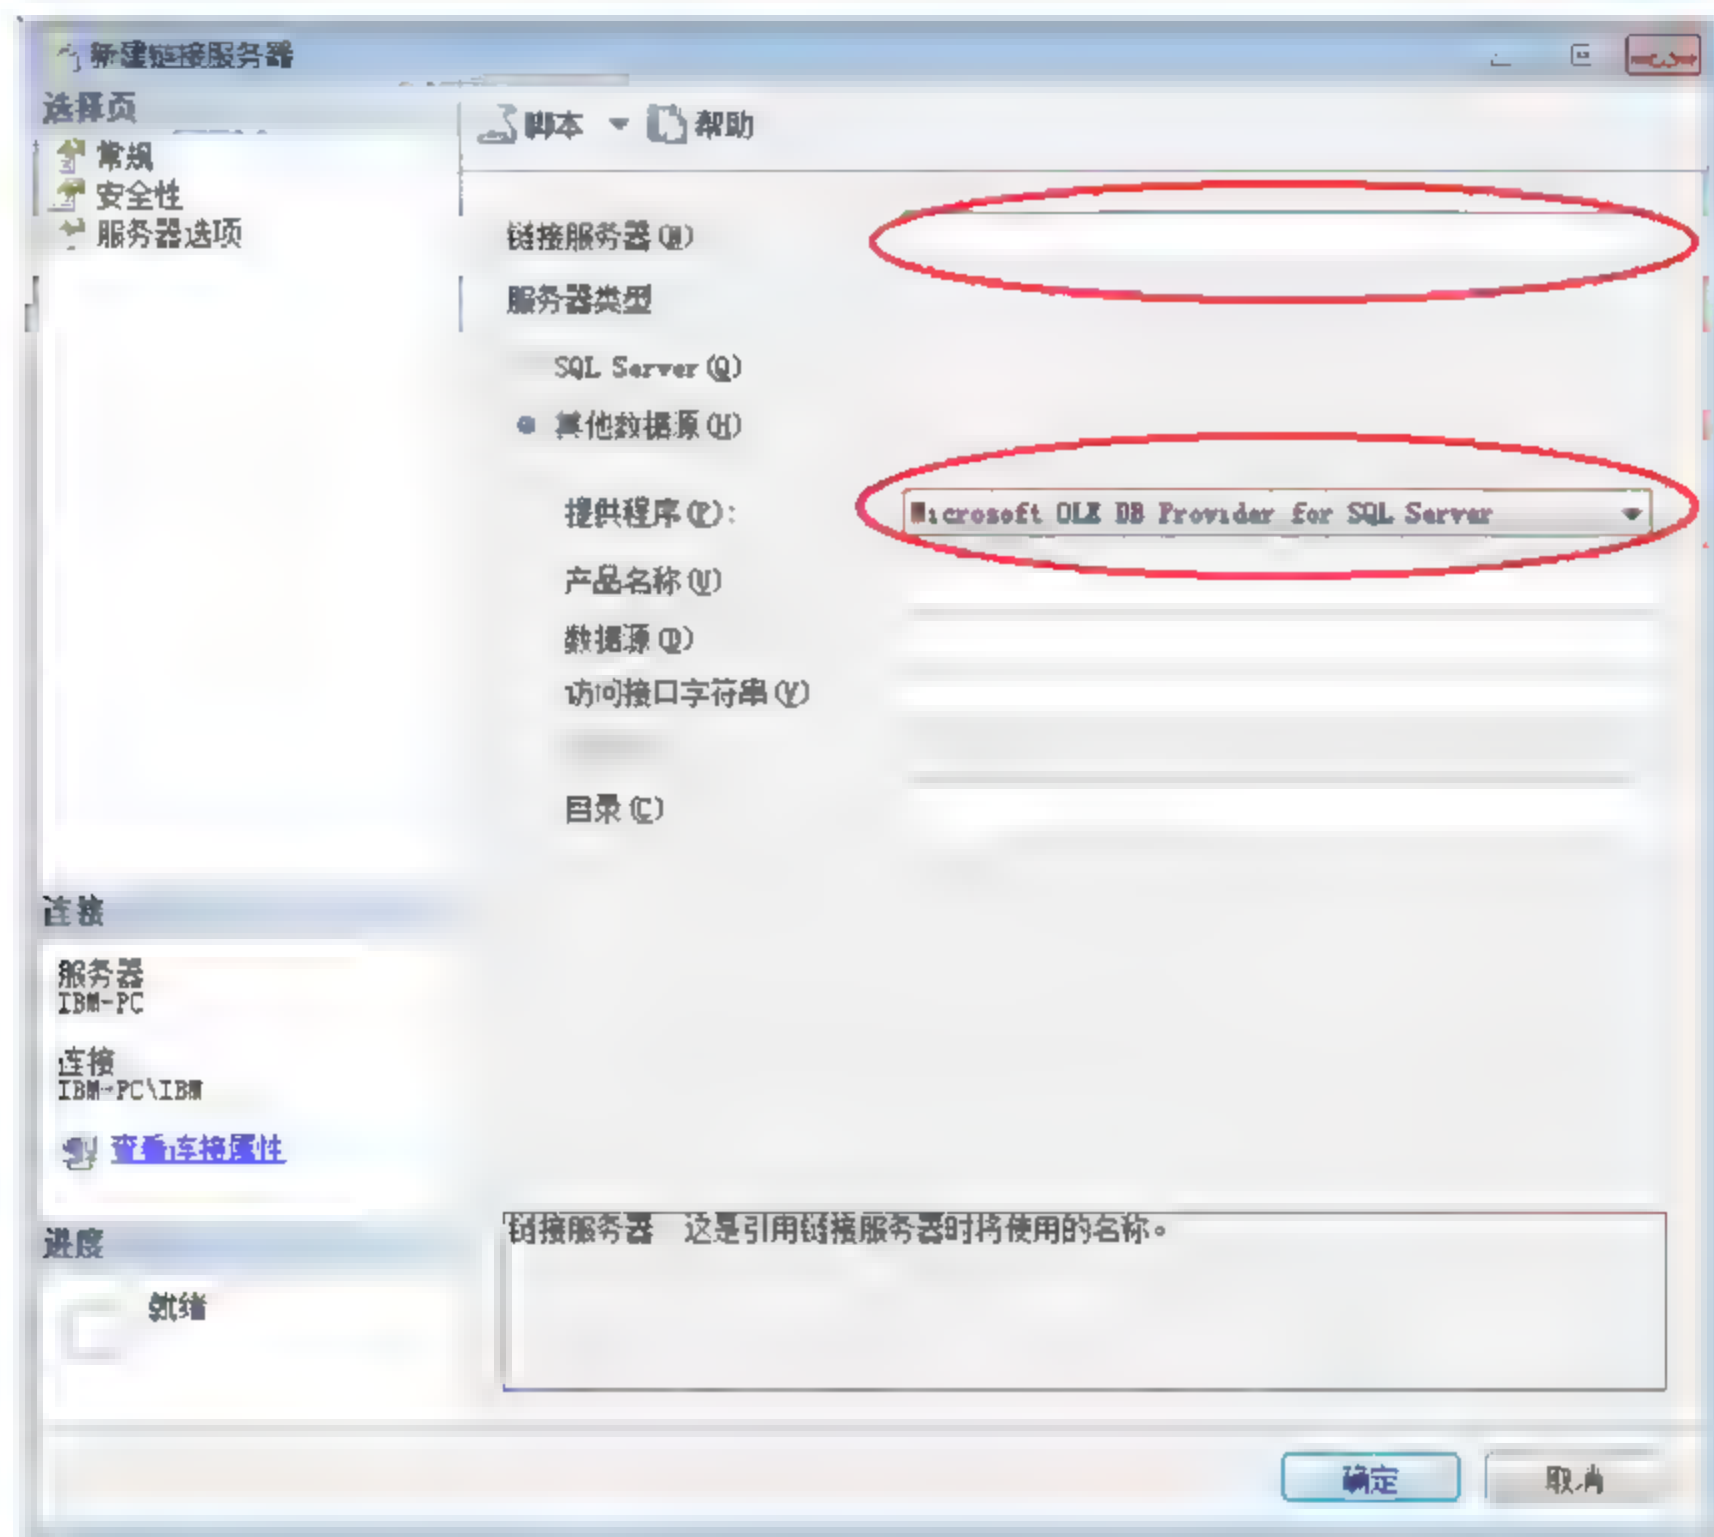 新建链接服务器
选择页
常规
安全性
服务器选项
脚本 帮助
链接服务器(N)
服务器类型
SQL Server(Q)
其他数据源(H)
提供程序(P): Microsoft OLE DB Provider for SQL Server
产品名称(U)
数据源(D)
访问接口字符串(V)
目录(C)
连接
服务器
IBM-PC
连接
IBM-PC\IBM
查看连接属性
进度
就绪
链接服务器 这是引用链接服务器时将使用的名称。
确定 取消